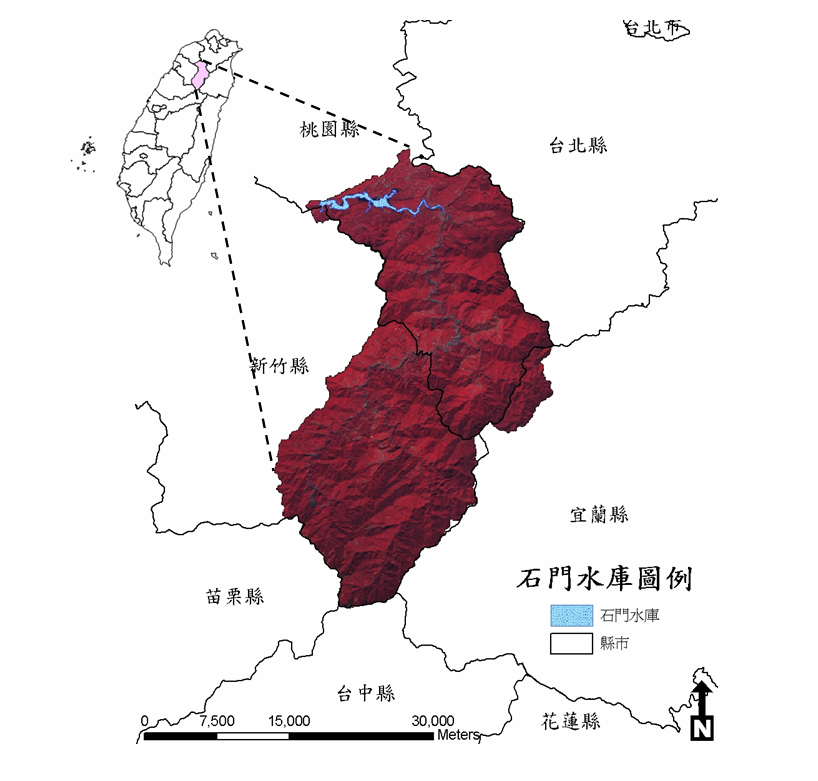 台北市
桃園縣
台北縣
新竹縣
宜蘭縣
石門水庫圖例
石門水庫
縣市
苗栗縣
台中縣
花蓮縣
0 7,500 15,000 30,000
Meters
N